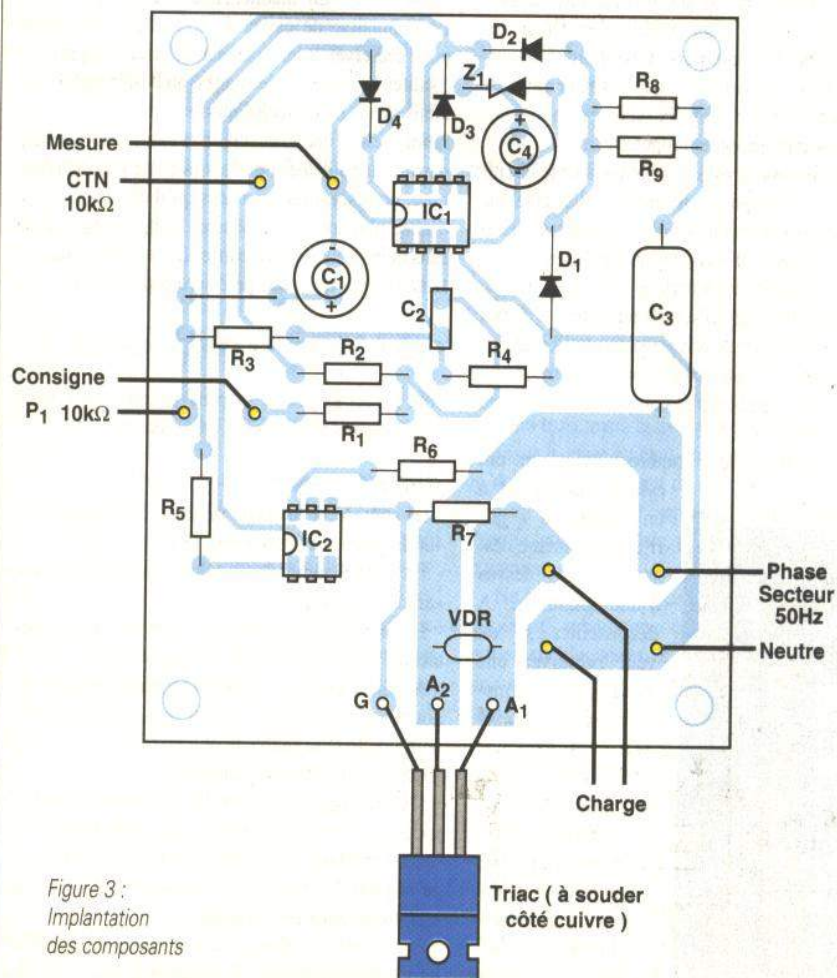 D2
Z1
R8
D4
D3
+
C4
-
R9
Mesure
CTN
10kΩ
IC1
-
C1
+
D1
C3
C2
R3
R2
R4
Consigne
P1 10kΩ
R1
R6
R5
IC2
R7
Phase
Secteur
50Hz
VDR
Neutre
G
A2
A1
Charge
Figure 3 :
Implantation
des composants
Triac ( à souder
côté cuivre )